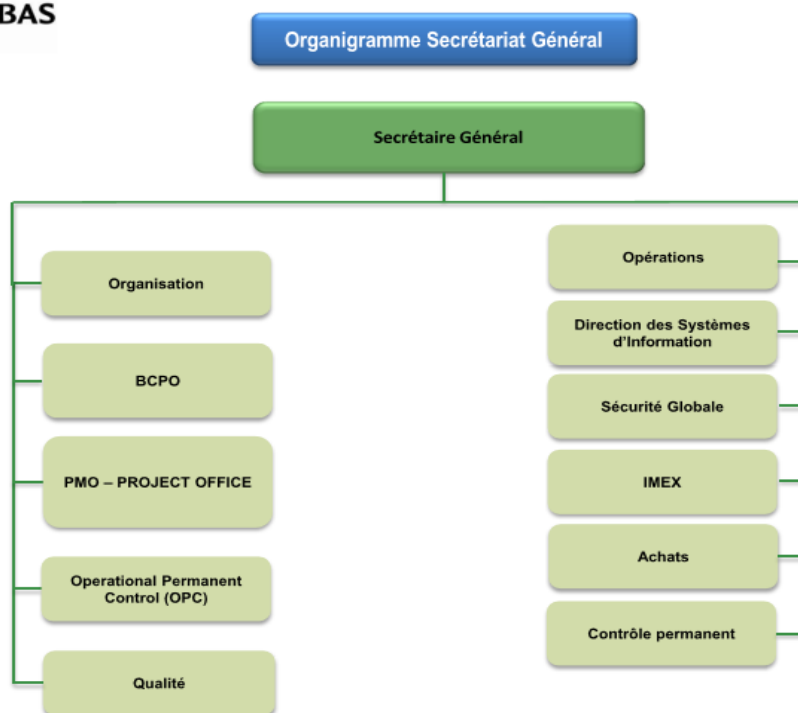 BAS
Organigramme Secrétariat Général
Secrétaire Général
Organisation
BCPO
PMO – PROJECT OFFICE
Operational Permanent
Control (OPC)
Qualité
Opérations
Direction des Systèmes
d'Information
Sécurité Globale
IMEX
Achats
Contrôle permanent